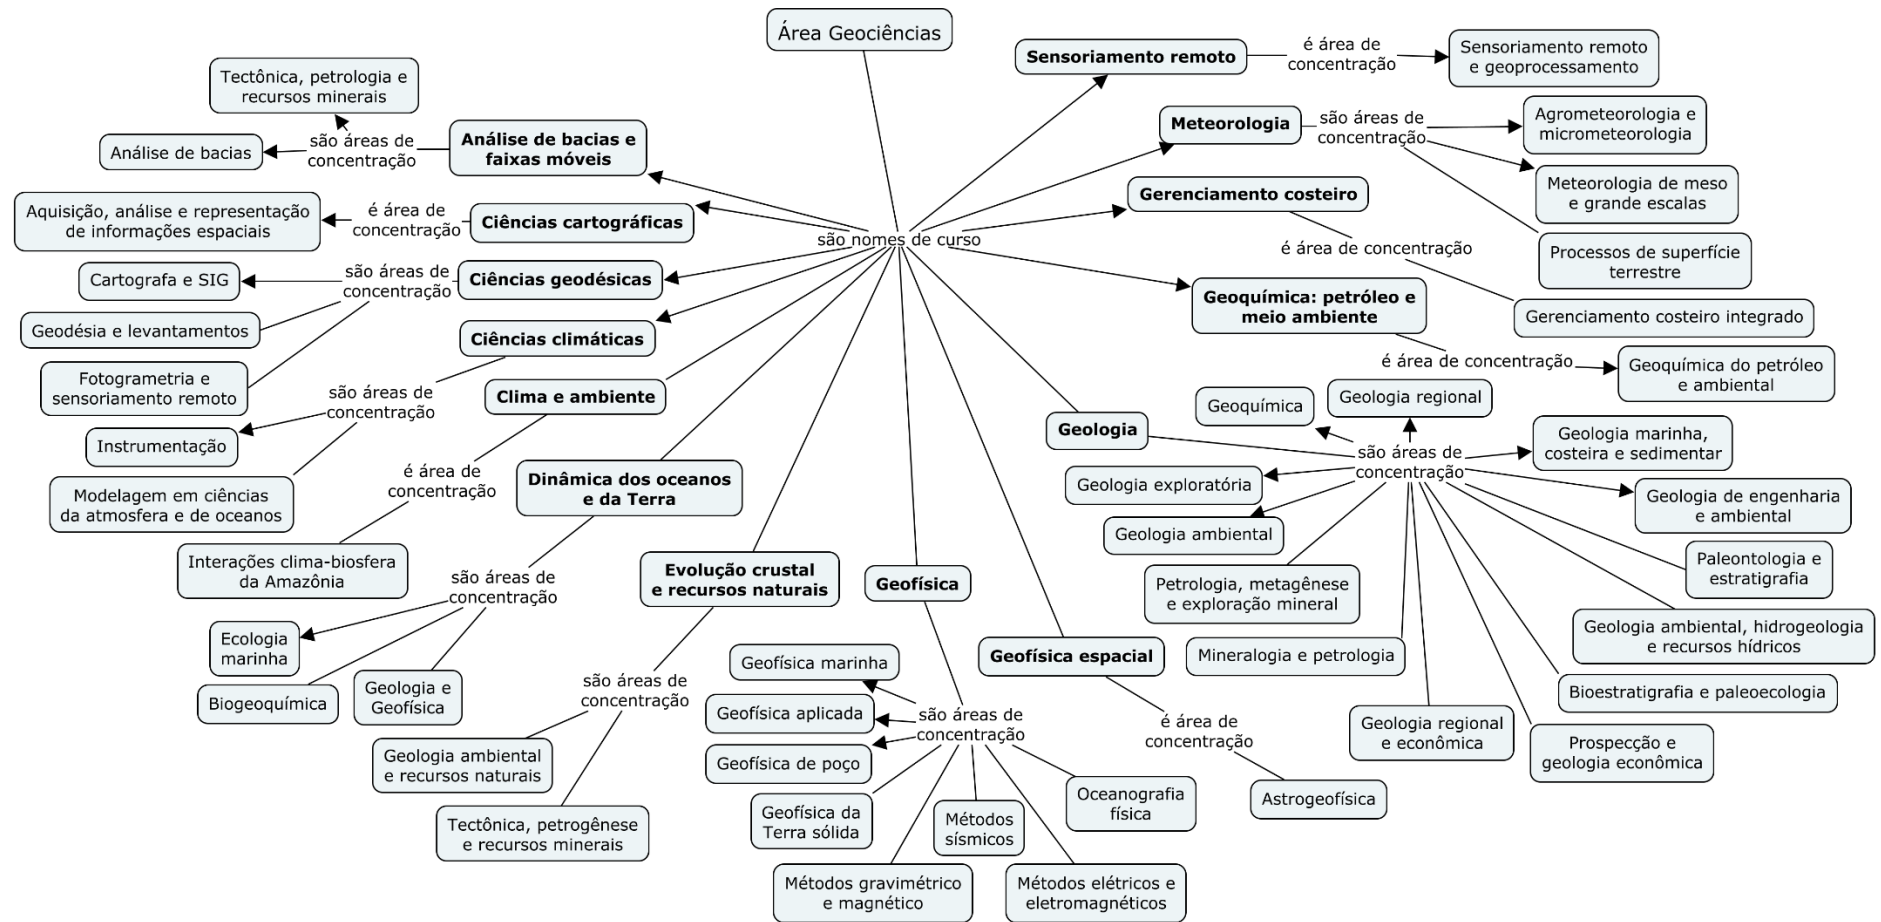 Área Geociências
Sensoriamento remoto
é área de
concentração
Sensoriamento remoto
e geoprocessamento
Tectônica, petrologia e
recursos minerais
são áreas de
concentração
Análise de bacias
Análise de bacias e
faixas móveis
Meteorologia
são áreas de
concentração
Agrometeorologia e
micrometeorologia
Meteorologia de meso
e grande escalas
Processos de superfície
terrestre
Aquisição, análise e representação
de informações espaciais
é área de
concentração
Ciências cartográficas
são nomes de curso
Gerenciamento costeiro
é área de concentração
Gerenciamento costeiro integrado
Cartografa e SIG
são áreas de
concentração
Ciências geodésicas
Geodésia e levantamentos
Fotogrametria e
sensoriamento remoto
Geoquímica: petróleo e
meio ambiente
é área de concentração
Geoquímica do petróleo
e ambiental
Ciências climáticas
são áreas de
concentração
Instrumentação
Modelagem em ciências
da atmosfera e de oceanos
Clima e ambiente
é área de
concentração
Interações clima-biosfera
da Amazônia
Dinâmica dos oceanos
e da Terra
são áreas de
concentração
Ecologia
marinha
Biogeoquímica
Geologia e
Geofísica
Evolução crustal
e recursos naturais
são áreas de
concentração
Geologia ambiental
e recursos naturais
Tectônica, petrogênese
e recursos minerais
Geofísica
são áreas de
concentração
Geofísica marinha
Geofísica aplicada
Geofísica de poço
Geofísica da
Terra sólida
Métodos gravimétrico
e magnético
Métodos
sísmicos
Métodos elétricos e
eletromagnéticos
Oceanografia
física
Geofísica espacial
é área de
concentração
Astrogeofísica
Geologia
são áreas de
concentração
Geoquímica
Geologia regional
Geologia marinha,
costeira e sedimentar
Geologia exploratória
Geologia de engenharia
e ambiental
Geologia ambiental
Paleontologia e
estratigrafia
Petrologia, metagênese
e exploração mineral
Geologia ambiental, hidrogeologia
e recursos hídricos
Mineralogia e petrologia
Bioestratigrafia e paleoecologia
Geologia regional
e econômica
Prospecção e
geologia econômica